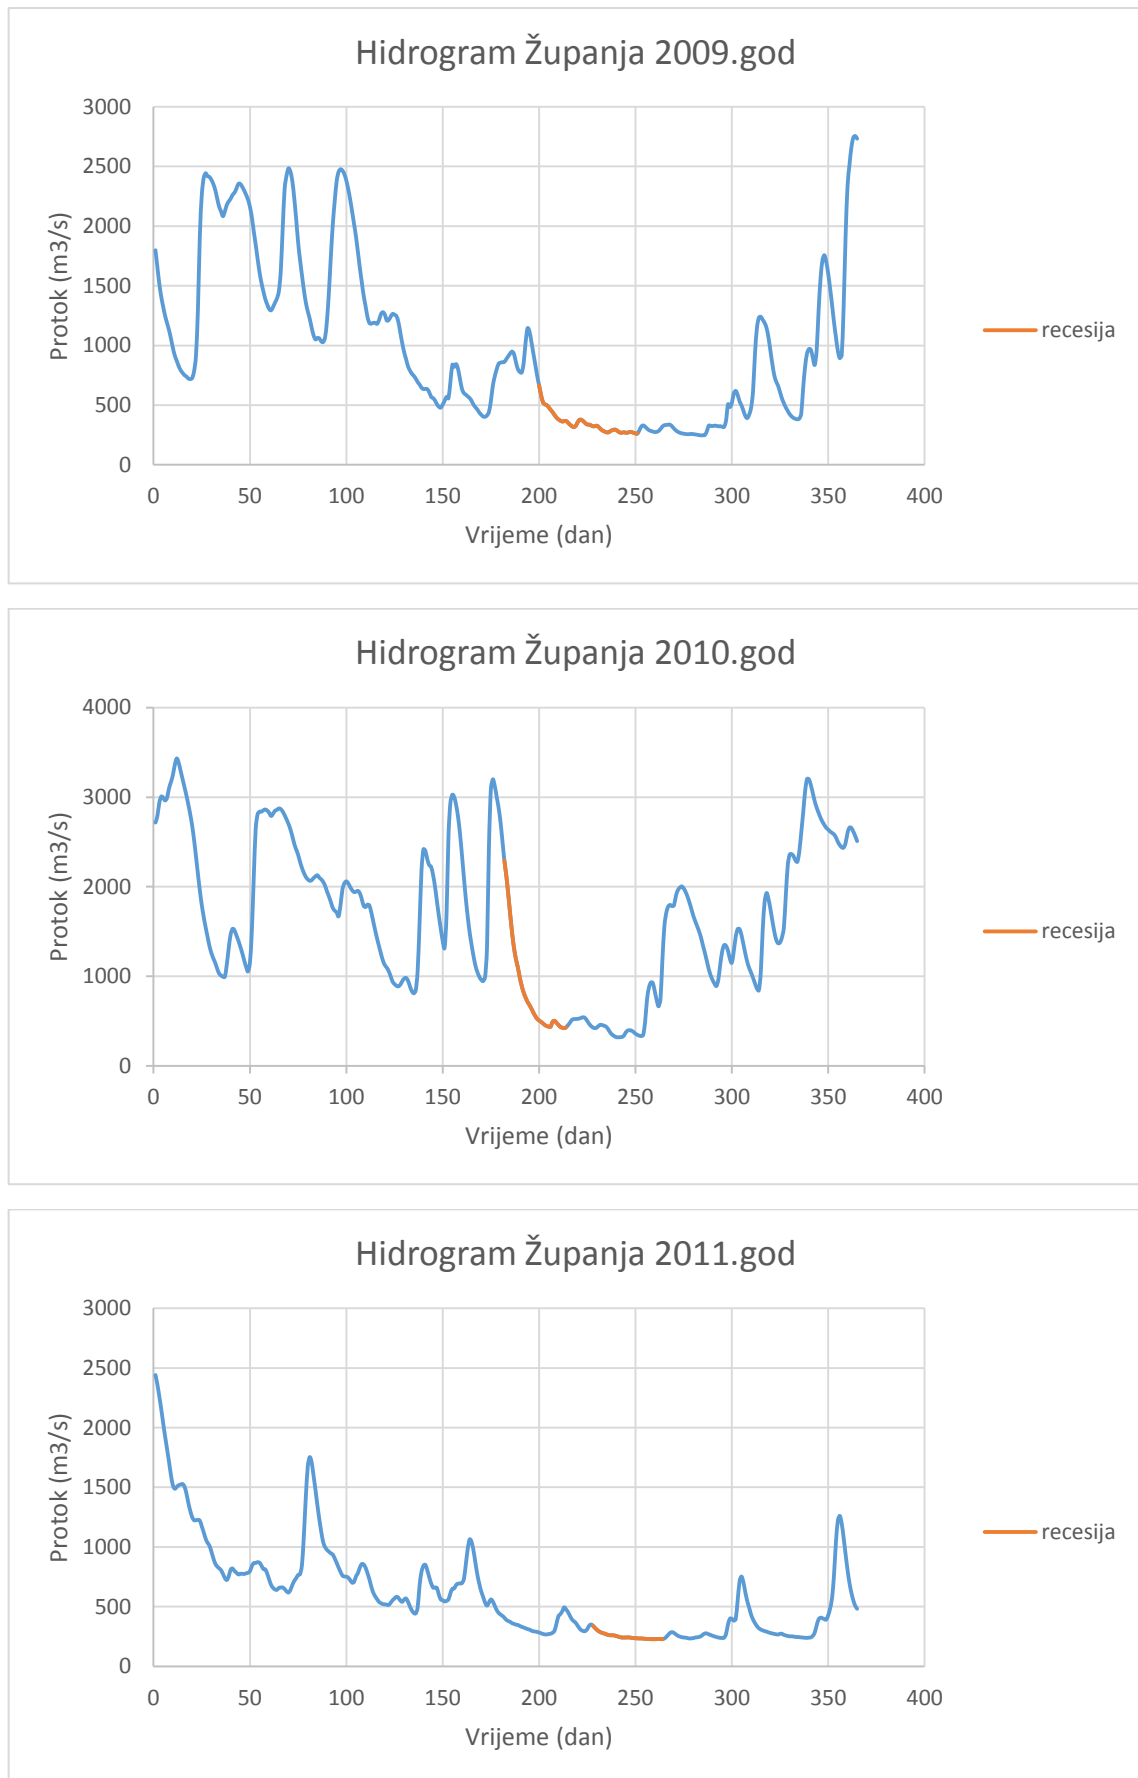 Hidrogram Županja 2009.god
3000
2500
2000
1500
1000
500
0
Protok (m3/s)
0 50 100 150 200 250 300 350 400
Vrijeme (dan)
recesija
Hidrogram Županja 2010.god
4000
3000
2000
1000
0
Protok (m3/s)
0 50 100 150 200 250 300 350 400
Vrijeme (dan)
recesija
Hidrogram Županja 2011.god
3000
2500
2000
1500
1000
500
0
Protok (m3/s)
0 50 100 150 200 250 300 350 400
Vrijeme (dan)
recesija